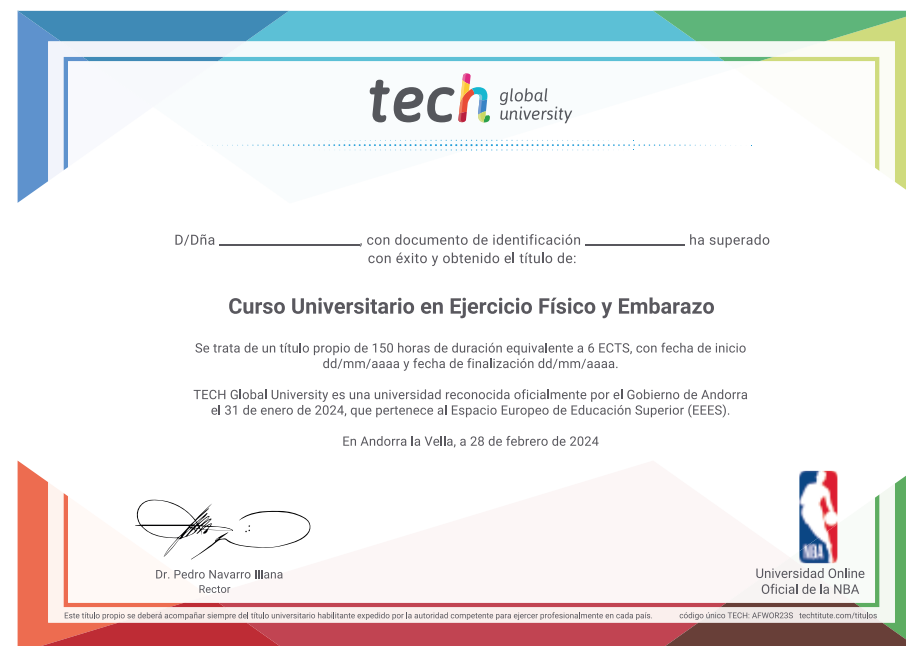 tech global
university
D/Dña ____________________, con documento de identificación ______________ ha superado
con éxito y obtenido el título de:
Curso Universitario en Ejercicio Físico y Embarazo
Se trata de un título propio de 150 horas de duración equivalente a 6 ECTS, con fecha de inicio
dd/mm/aaaa y fecha de finalización dd/mm/aaaa.
TECH Global University es una universidad reconocida oficialmente por el Gobierno de Andorra
el 31 de enero de 2024, que pertenece al Espacio Europeo de Educación Superior (EEES).
En Andorra la Vella, a 28 de febrero de 2024
NBA
Dr. Pedro Navarro Illana
Rector
Universidad Online
Oficial de la NBA
Este título propio se deberá acompañar siempre del título universitario habilitante expedido por la autoridad competente para ejercer profesionalmente en cada país. código único TECH: AFWOR23S techtitute.com/titulos